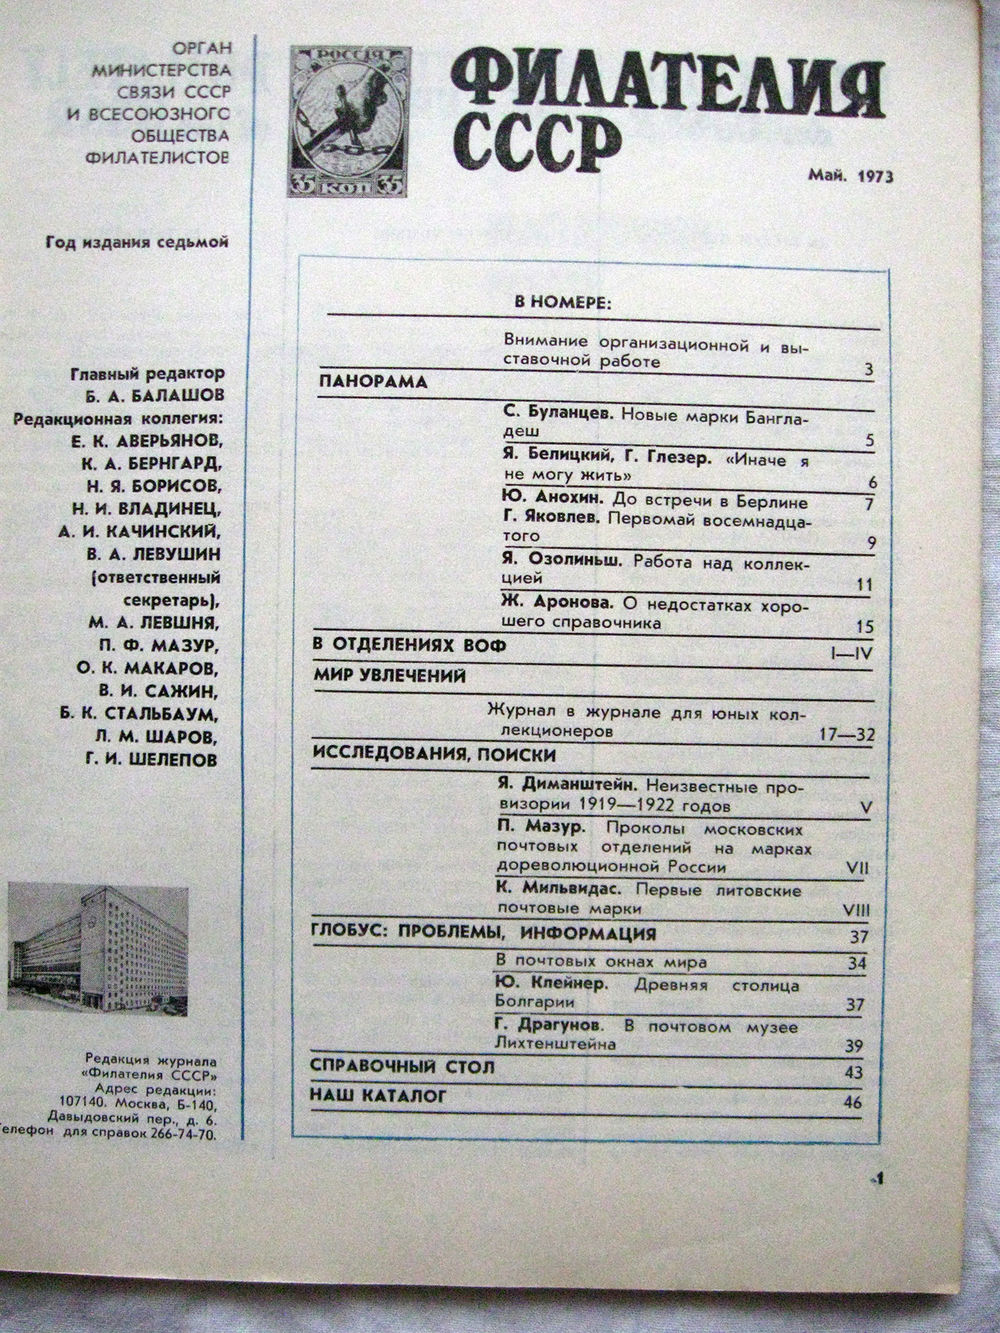 ОРГАН
МИНИСТЕРСТВА
СВЯЗИ СССР
И ВСЕСОЮЗНОГО
ОБЩЕСТВА
ФИЛАТЕЛИСТОВ
РОССІЯ
35 КОП 35
ФИЛАТЕЛИЯ
СССР
Май. 1973
Год издания седьмой
Главный редактор
Б. А. БАЛАШОВ
Редакционная коллегия:
Е. К. АВЕРЬЯНОВ,
К. А. БЕРНГАРД,
Н. Я. БОРИСОВ,
Н. И. ВЛАДИНЕЦ,
А. И. КАЧИНСКИЙ,
В. А. ЛЕВУШИН
(ответственный
секретарь),
М. А. ЛЕВШНЯ,
П. Ф. МАЗУР,
О. К. МАКАРОВ,
В. И. САЖИН,
Б. К. СТАЛЬБАУМ,
Л. М. ШАРОВ,
Г. И. ШЕЛЕПОВ
Редакция журнала
«Филателия СССР»
Адрес редакции:
107140. Москва, Б-140,
Давыдовский пер., д. 6.
Телефон для справок 266-74-70.
В НОМЕРЕ:
Внимание организационной и вы-
ставочной работе 3
ПАНОРАМА
С. Буланцев. Новые марки Бангла-
деш 5
Я. Белицкий, Г. Глезер. «Иначе я
не могу жить» 6
Ю. Анохин. До встречи в Берлине 7
Г. Яковлев. Первомай восемнадца-
того 9
Я. Озолиньш. Работа над коллек-
цией 11
Ж. Аронова. О недостатках хоро-
шего справочника 15
В ОТДЕЛЕНИЯХ ВОФ I—IV
МИР УВЛЕЧЕНИЙ
Журнал в журнале для юных кол-
лекционеров 17—32
ИССЛЕДОВАНИЯ, ПОИСКИ
Я. Диманштейн. Неизвестные про-
визории 1919—1922 годов V
П. Мазур. Проколы московских
почтовых отделений на марках
дореволюционной России VII
К. Мильвидас. Первые литовские
почтовые марки VIII
ГЛОБУС: ПРОБЛЕМЫ, ИНФОРМАЦИЯ 37
В почтовых окнах мира 34
Ю. Клейнер. Древняя столица
Болгарии 37
Г. Драгунов. В почтовом музее
Лихтенштейна 39
СПРАВОЧНЫЙ СТОЛ 43
НАШ КАТАЛОГ 46
1